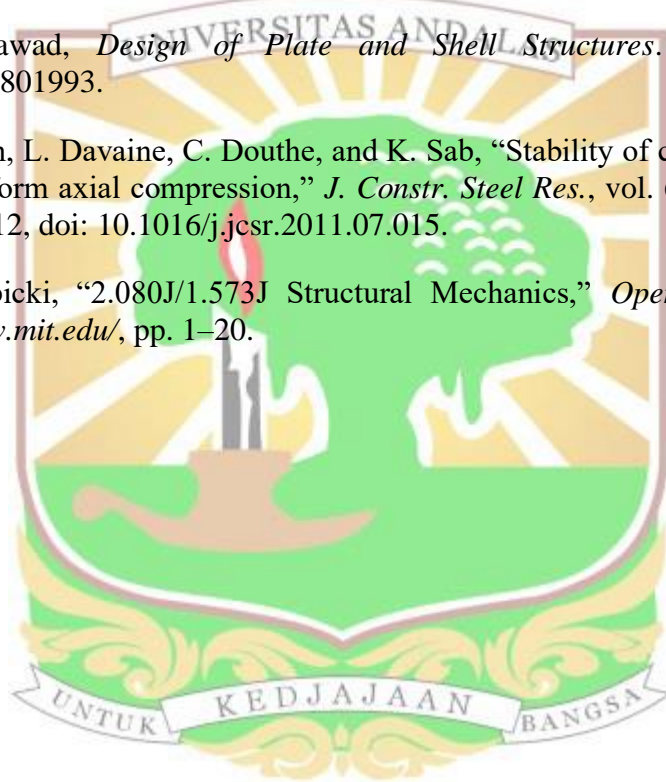 UNIVERSITAS ANDALAS
awad, Design of Plate and Shell Structures.
801993.
n, L. Davaine, C. Douthe, and K. Sab, “Stability of c
form axial compression,” J. Constr. Steel Res., vol.
12, doi: 10.1016/j.jcsr.2011.07.015.
bicki, “2.080J/1.573J Structural Mechanics,” Open
v.mit.edu/, pp. 1–20.
UNTUK KEDJAJAAN BANGSA